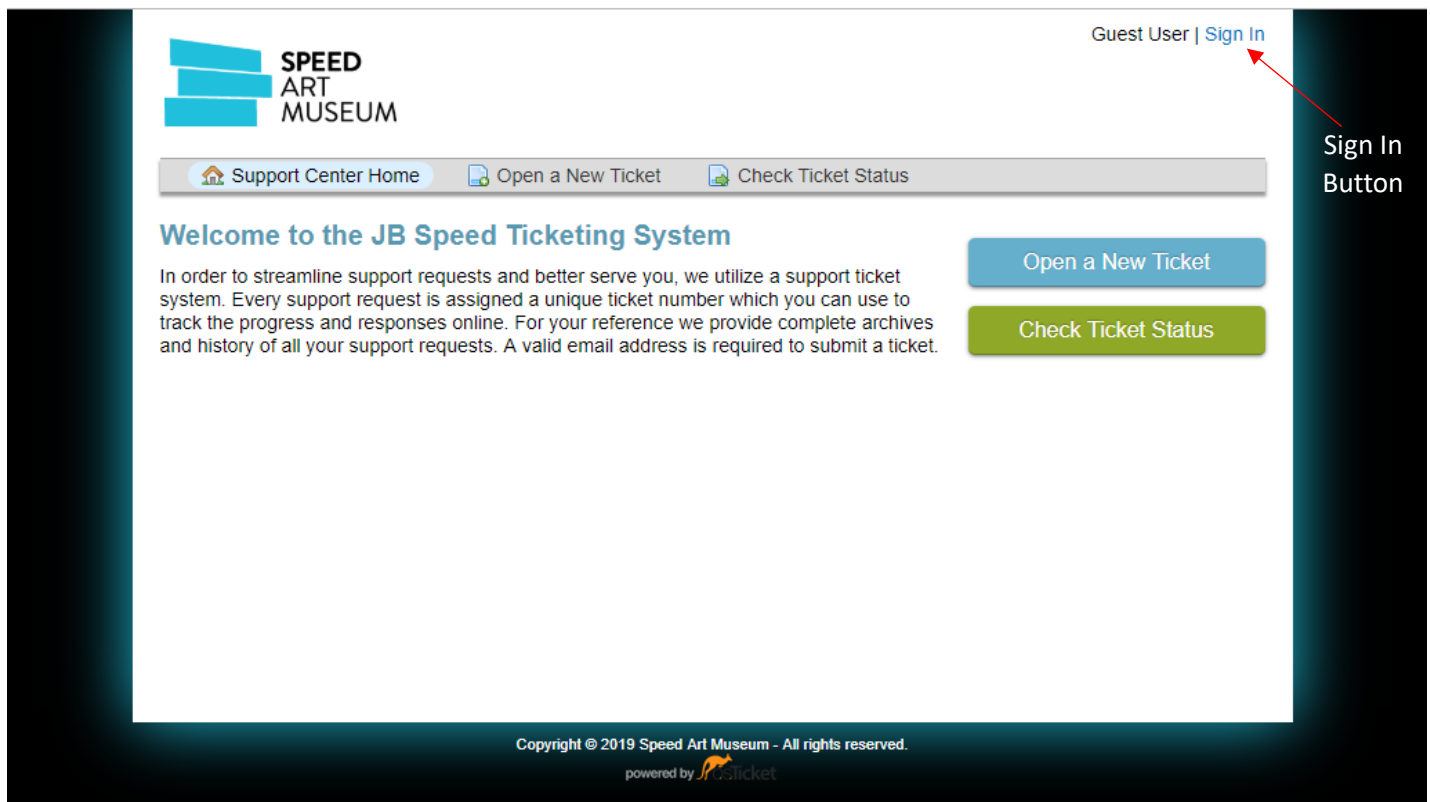 Guest User | Sign In
SPEED
ART
MUSEUM
Sign In
Button
Support Center Home
Open a New Ticket
Check Ticket Status
Welcome to the JB Speed Ticketing System
In order to streamline support requests and better serve you, we utilize a support ticket
system. Every support request is assigned a unique ticket number which you can use to
track the progress and responses online. For your reference we provide complete archives
and history of all your support requests. A valid email address is required to submit a ticket.
Open a New Ticket
Check Ticket Status
Copyright © 2019 Speed Art Museum - All rights reserved.
powered by osTicket